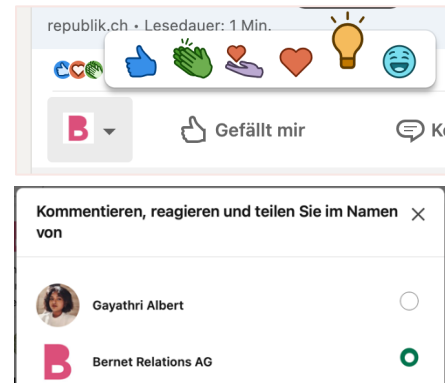 republik.ch • Lesedauer: 1 Min.
B
Gefällt mir
Kommentieren, reagieren und teilen Sie im Namen
von
Gayathri Albert
B
Bernet Relations AG